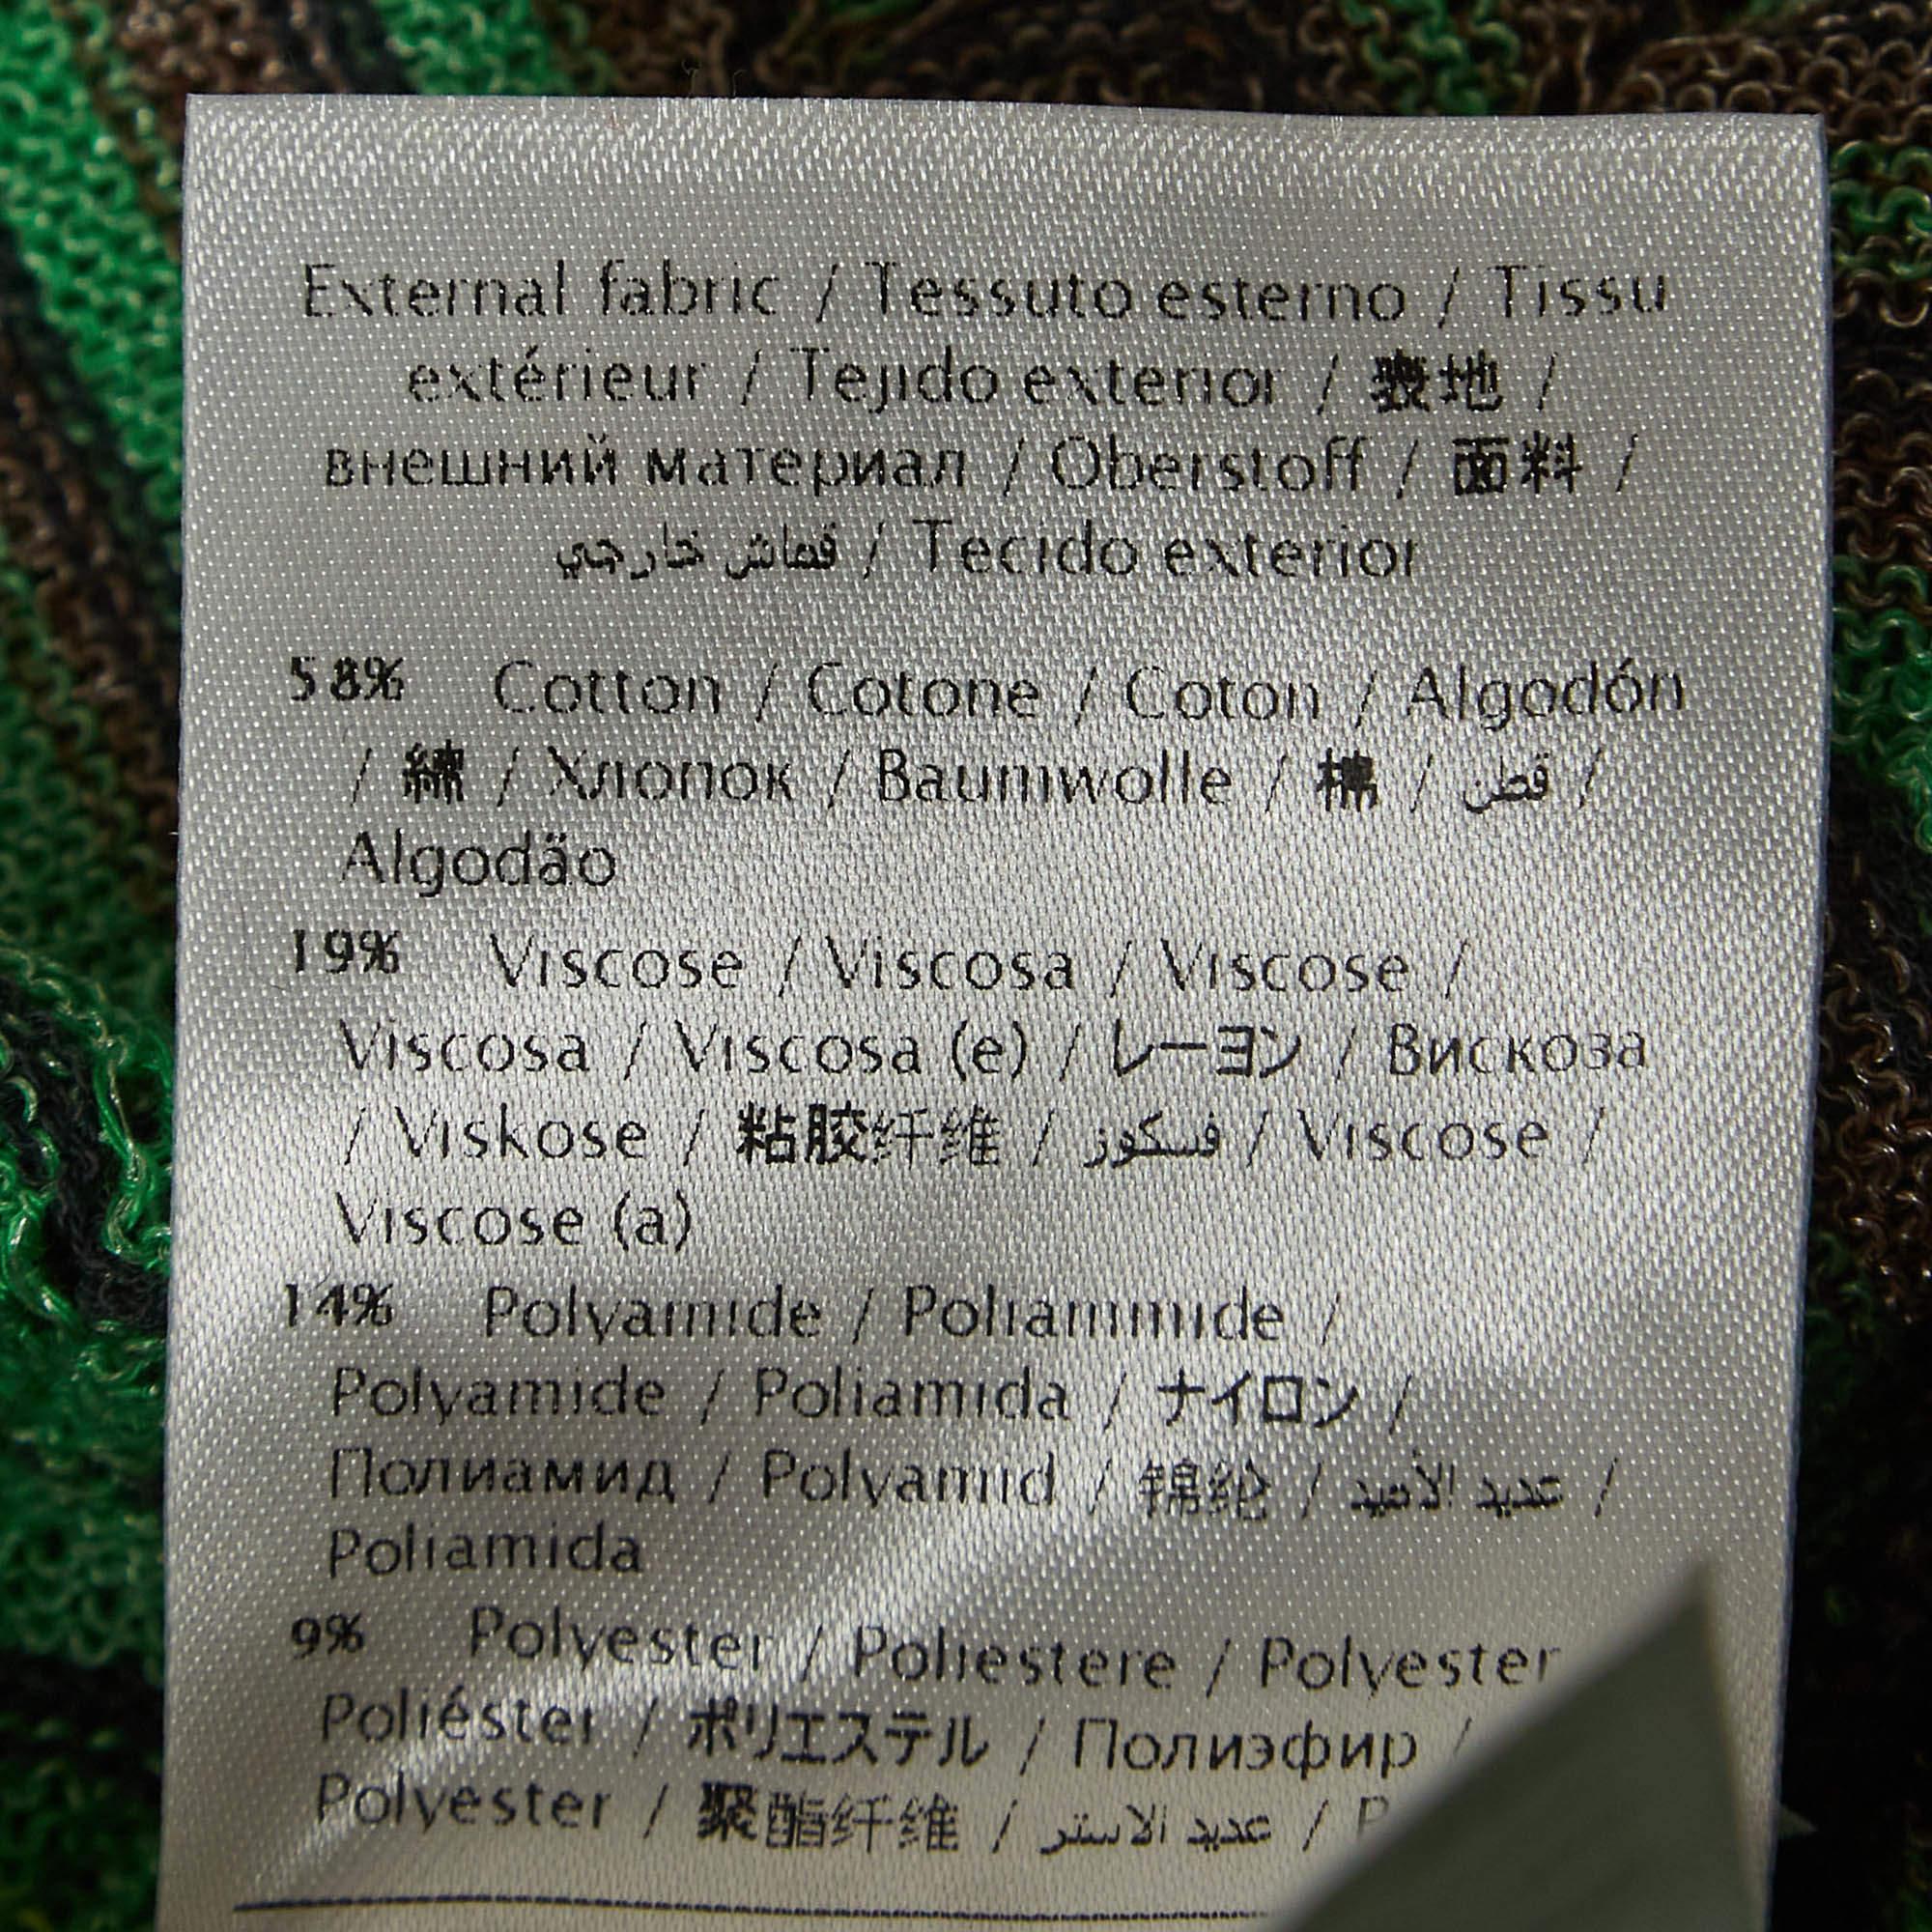 External fabric / Tessuto esterno / Tissu
extérieur / Tejido exterior / 表地 /
внешний материал / Oberstoff / 面料 /
قماش خارجي / Tecido exterior
58% Cotton / Cotone / Coton / Algodón
/ 綿 / Хлопок / Baumwolle / 棉 / قطن /
Algodão
19% Viscose / Viscosa / Viscose /
Viscosa / Viscosa (e) / レーヨン / Вискоза
/ Viskose / 粘胶纤维 / فسكوز / Viscose /
Viscose (a)
14% Polyamide / Poliammide /
Polyamide / Poliamida / ナイロン /
Полиамид / Polyamid / 锦纶 / عديد الأميد /
Poliamida
9% Polyester / Poliestere / Polyester
Poliéster / ポリエステル / Полиэфир /
Polyester / 聚酯纤维 / عديد الاستر / P